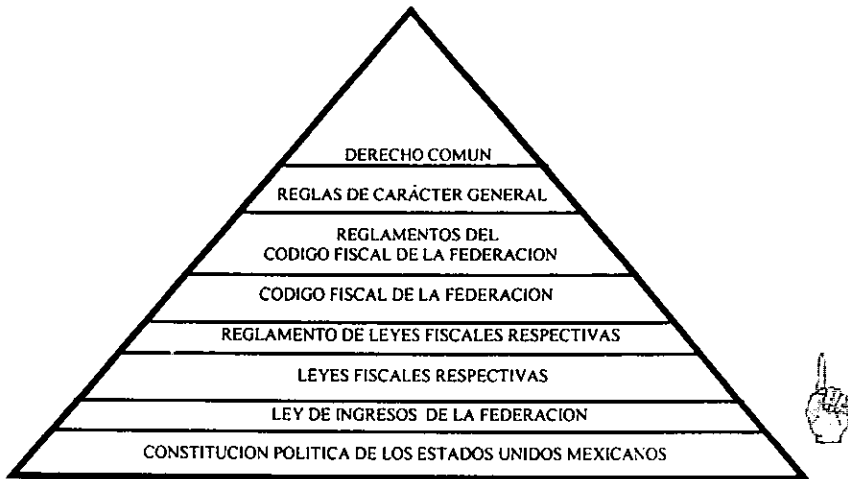 DERECHO COMUN
REGLAS DE CARÁCTER GENERAL
REGLAMENTOS DEL
CODIGO FISCAL DE LA FEDERACION
CODIGO FISCAL DE LA FEDERACION
REGLAMENTO DE LEYES FISCALES RESPECTIVAS
LEYES FISCALES RESPECTIVAS
LEY DE INGRESOS DE LA FEDERACION
CONSTITUCION POLITICA DE LOS ESTADOS UNIDOS MEXICANOS